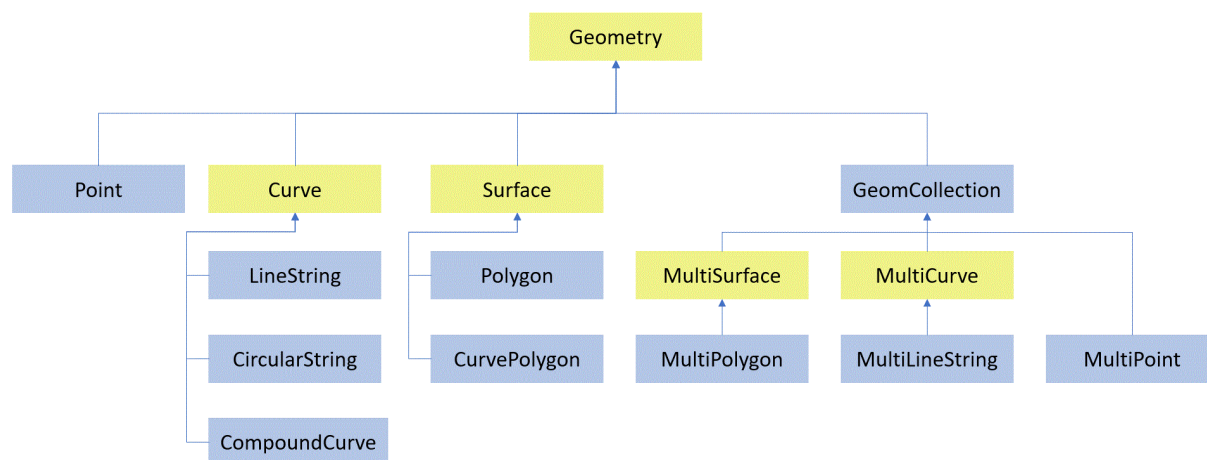 Geometry
Point
Curve
Surface
GeomCollection
LineString
Polygon
MultiSurface
MultiCurve
CircularString
CurvePolygon
MultiPolygon
MultiLineString
MultiPoint
CompoundCurve